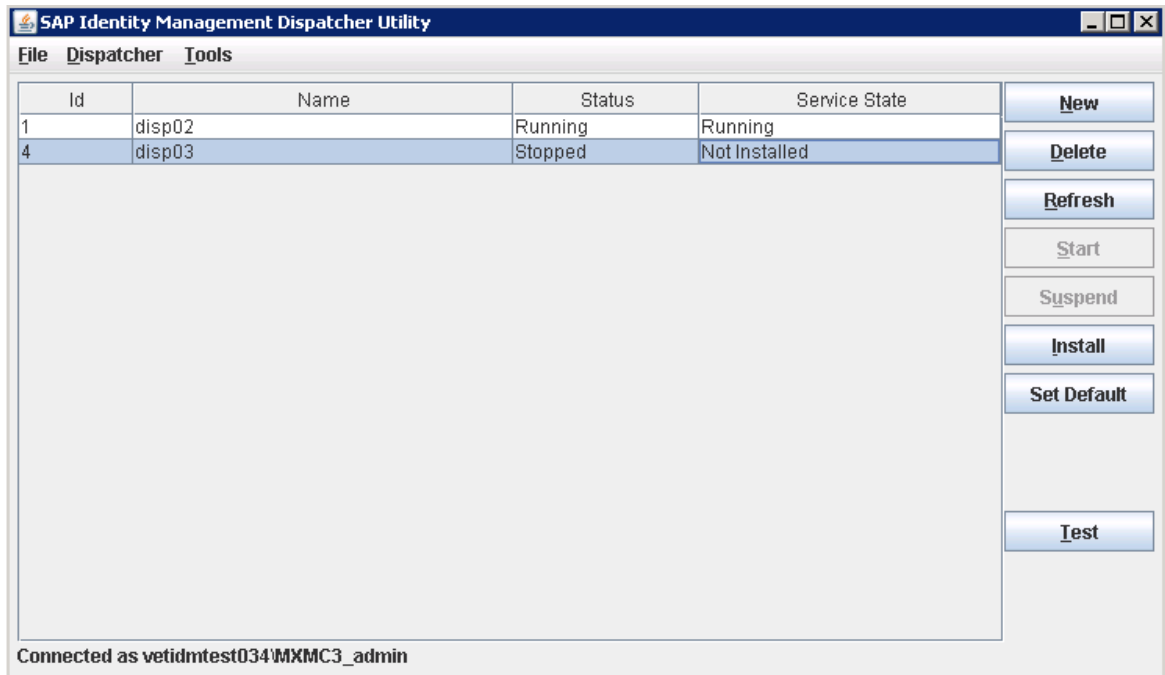 SAP Identity Management Dispatcher Utility
File Dispatcher Tools
Id Name Status Service State
1 disp02 Running Running
4 disp03 Stopped Not Installed
New
Delete
Refresh
Start
Suspend
Install
Set Default
Test
Connected as vetidmtest034\MXMC3_admin